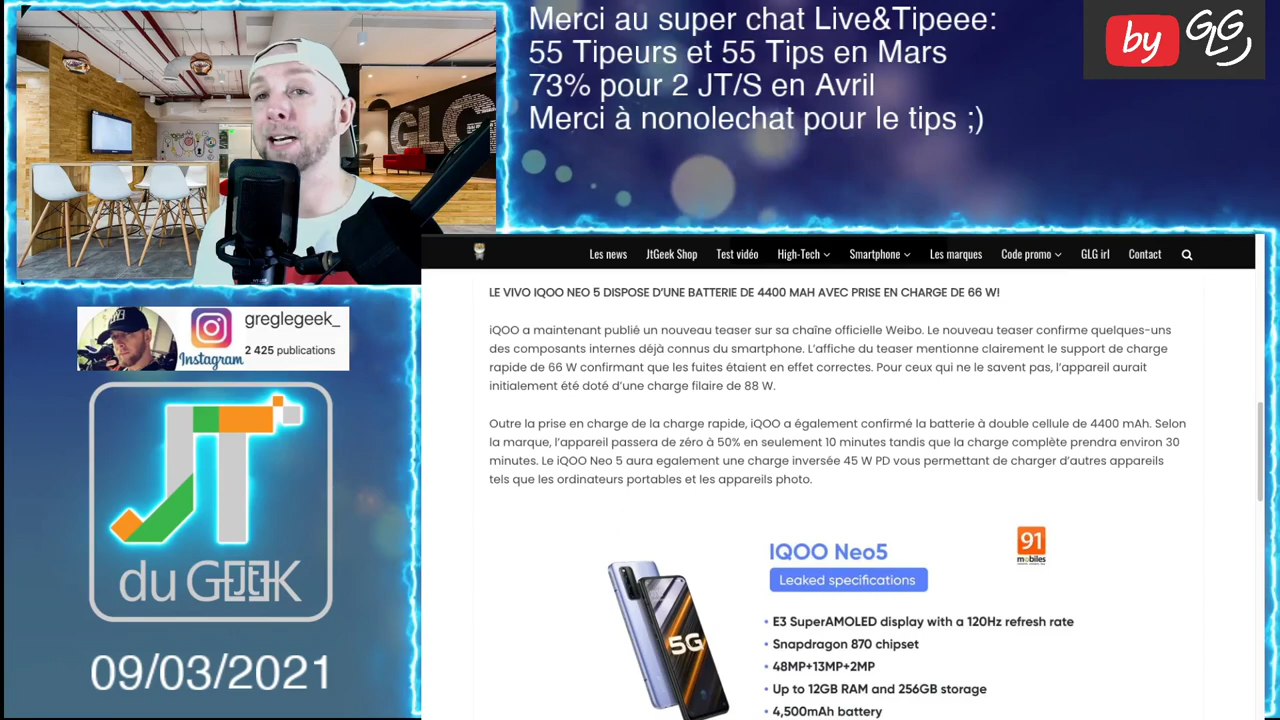 Merci au super chat Live&Tipeee:
55 Tipeurs et 55 Tips en Mars
73% pour 2 JT/S en Avril
Merci à nonolechat pour le tips ;)
by GLG
GLG
Les news JtGeek Shop Test vidéo High-Tech Smartphone Les marques Code promo GLG irl Contact
LE VIVO IQOO NEO 5 DISPOSE D’UNE BATTERIE DE 4400 MAH AVEC PRISE EN CHARGE DE 66 W!
iQOO a maintenant publié un nouveau teaser sur sa chaîne officielle Weibo. Le nouveau teaser confirme quelques-uns
des composants internes déjà connus du smartphone. L’affiche du teaser mentionne clairement le support de charge
rapide de 66 W confirmant que les fuites étaient en effet correctes. Pour ceux qui ne le savent pas, l’appareil aurait
initialement été doté d’une charge filaire de 88 W.
Outre la prise en charge de la charge rapide, iQOO a également confirmé la batterie à double cellule de 4400 mAh. Selon
la marque, l’appareil passera de zéro à 50% en seulement 10 minutes tandis que la charge complète prendra environ 30
minutes. Le iQOO Neo 5 aura egalement une charge inversée 45 W PD vous permettant de charger d’autres appareils
tels que les ordinateurs portables et les appareils photo.
IQOO Neo5
Leaked specifications
91
mobiles
• E3 SuperAMOLED display with a 120Hz refresh rate
• Snapdragon 870 chipset
• 48MP+13MP+2MP
• Up to 12GB RAM and 256GB storage
• 4,500mAh battery
5G
greglegeek_
Instagram
2 425 publications
JT
du GEEK
09/03/2021